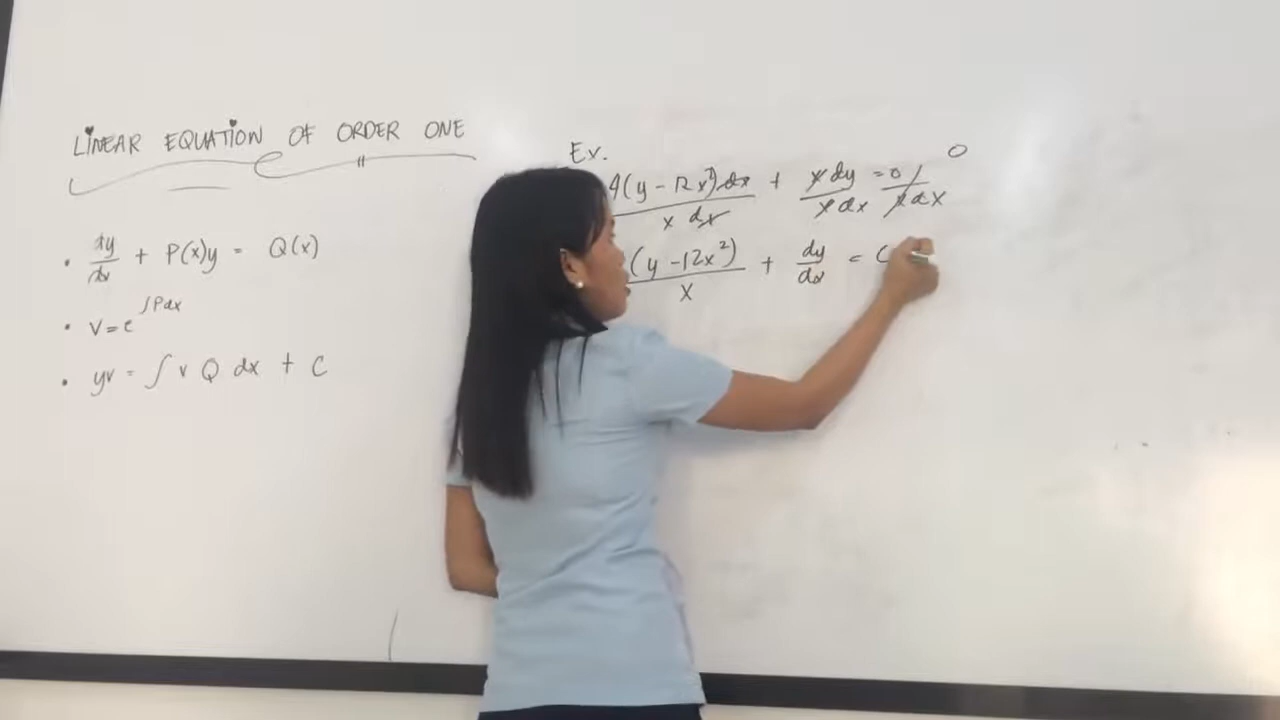 LINEAR EQUATION OF ORDER ONE
• dy/dx + P(x)y = Q(x)
• v = e^∫Pdx
• yv = ∫ v Q dx + C
Ex.
4(y - 12x²)dx / x dx + x dy / x dx = 0 / x dx 0
(y - 12x²) / x + dy/dx =